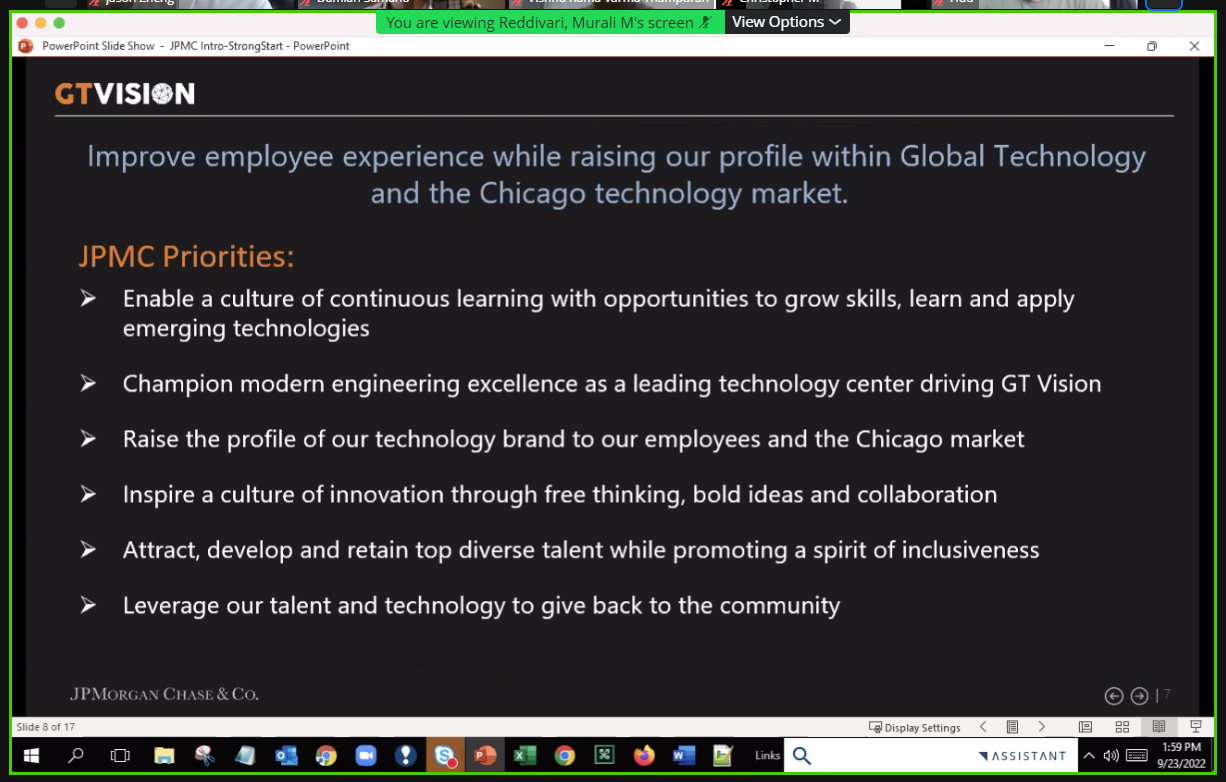 Jason Zheng
You are viewing Reddivari, Murali M's screen
View Options
PowerPoint Slide Show - JPMC Intro-StrongStart - PowerPoint
GTVISION
Improve employee experience while raising our profile within Global Technology
and the Chicago technology market.
JPMC Priorities:
Enable a culture of continuous learning with opportunities to grow skills, learn and apply
emerging technologies
Champion modern engineering excellence as a leading technology center driving GT Vision
Raise the profile of our technology brand to our employees and the Chicago market
Inspire a culture of innovation through free thinking, bold ideas and collaboration
Attract, develop and retain top diverse talent while promoting a spirit of inclusiveness
Leverage our talent and technology to give back to the community
JPMORGAN CHASE & CO.
| 7
Slide 8 of 17
Display Settings
Links
ASSISTANT
1:59 PM
9/23/2022